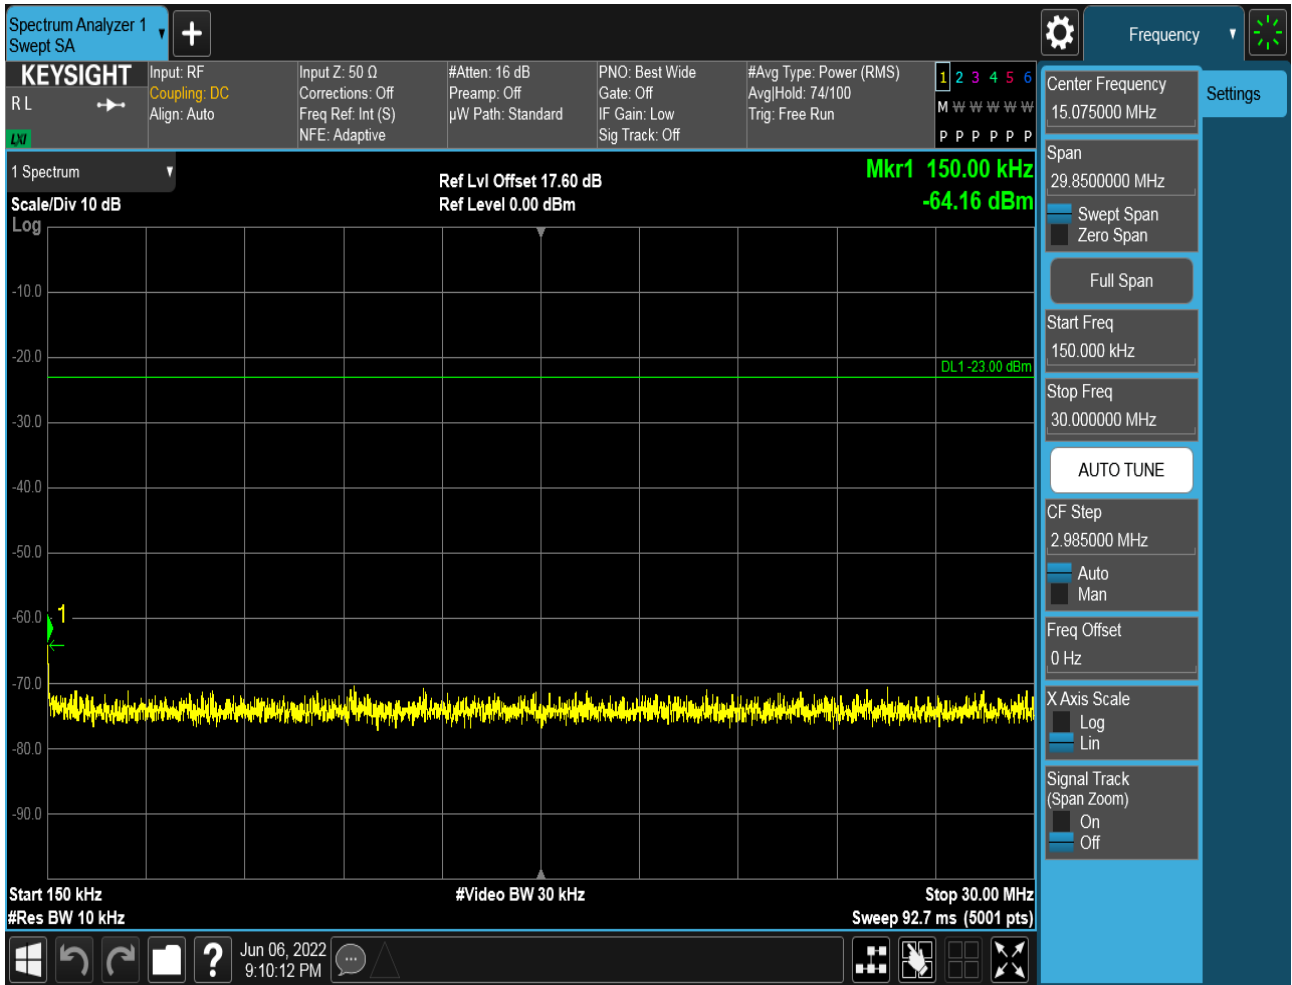 Spectrum Analyzer 1
Swept SA
Frequency
KEYSIGHT
R L
LXI
Input: RF
Coupling: DC
Align: Auto
Input Z: 50 Ω
Corrections: Off
Freq Ref: Int (S)
NFE: Adaptive
#Atten: 16 dB
Preamp: Off
µW Path: Standard
PNO: Best Wide
Gate: Off
IF Gain: Low
Sig Track: Off
#Avg Type: Power (RMS)
Avg|Hold: 74/100
Trig: Free Run
1 2 3 4 5 6
M W W W W W
P P P P P P
1 Spectrum
Scale/Div 10 dB
Log
Ref Lvl Offset 17.60 dB
Ref Level 0.00 dBm
Mkr1 150.00 kHz
-64.16 dBm
-10.0
-20.0
DL1 -23.00 dBm
-30.0
-40.0
-50.0
-60.0
1
-70.0
-80.0
-90.0
Start 150 kHz
#Video BW 30 kHz
Stop 30.00 MHz
#Res BW 10 kHz
Sweep 92.7 ms (5001 pts)
Jun 06, 2022
9:10:12 PM
Center Frequency
15.075000 MHz
Settings
Span
29.8500000 MHz
Swept Span
Zero Span
Full Span
Start Freq
150.000 kHz
Stop Freq
30.000000 MHz
AUTO TUNE
CF Step
2.985000 MHz
Auto
Man
Freq Offset
0 Hz
X Axis Scale
Log
Lin
Signal Track
(Span Zoom)
On
Off